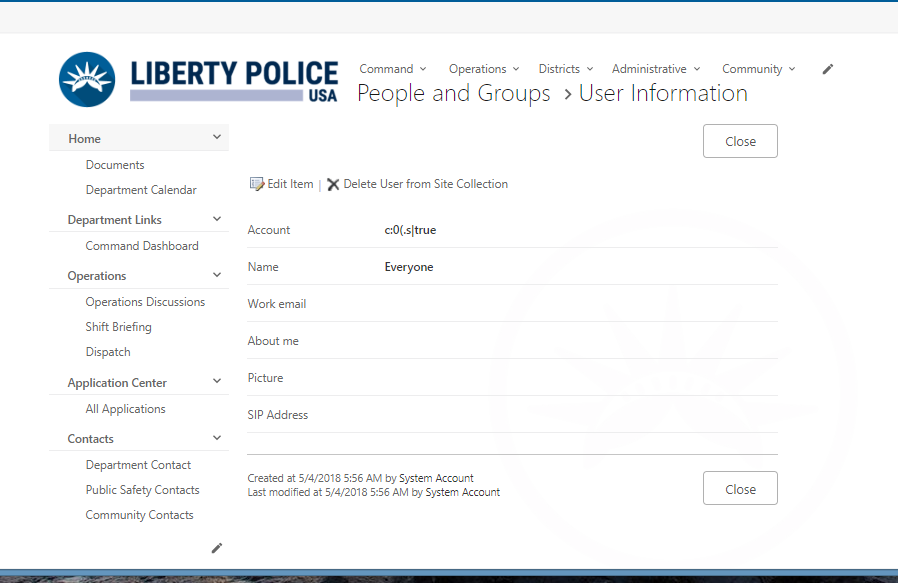 LIBERTY POLICE
USA
Command Operations Districts Administrative Community
People and Groups › User Information
Home
Documents
Department Calendar
Department Links
Command Dashboard
Operations
Operations Discussions
Shift Briefing
Dispatch
Application Center
All Applications
Contacts
Department Contact
Public Safety Contacts
Community Contacts
Close
Edit Item | Delete User from Site Collection
Account c:0(.s|true
Name Everyone
Work email
About me
Picture
SIP Address
Created at 5/4/2018 5:56 AM by System Account
Last modified at 5/4/2018 5:56 AM by System Account
Close